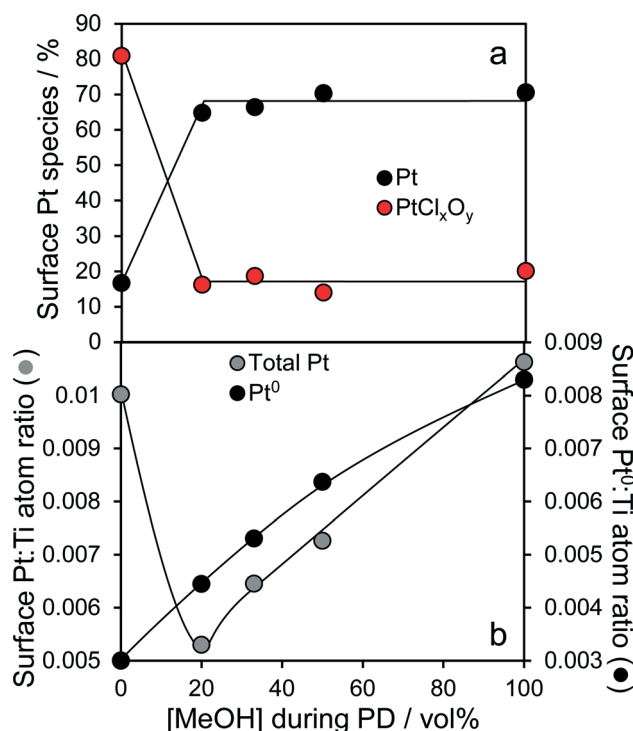 a
Surface Pt species / %
90
80
70
60
50
40
30
20
10
0
Pt
PtClₓOᵧ
b
Surface Pt:Ti atom ratio (●)
0.01
0.009
0.008
0.007
0.006
0.005
Total Pt
Pt⁰
0.009
0.008
0.007
0.006
0.005
0.004
0.003
Surface Pt⁰:Ti atom ratio (●)
0 20 40 60 80 100
[MeOH] during PD / vol%